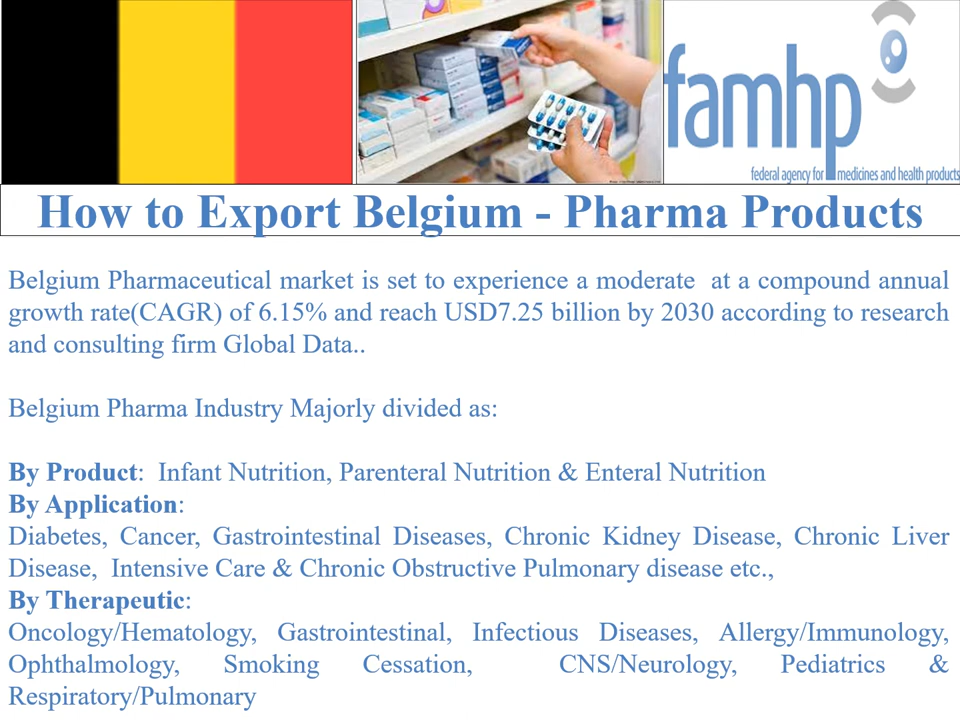 famhp
federal agency for medicines and health products
How to Export Belgium - Pharma Products
Belgium Pharmaceutical market is set to experience a moderate at a compound annual
growth rate(CAGR) of 6.15% and reach USD7.25 billion by 2030 according to research
and consulting firm Global Data..
Belgium Pharma Industry Majorly divided as:
By Product: Infant Nutrition, Parenteral Nutrition & Enteral Nutrition
By Application:
Diabetes, Cancer, Gastrointestinal Diseases, Chronic Kidney Disease, Chronic Liver
Disease, Intensive Care & Chronic Obstructive Pulmonary disease etc.,
By Therapeutic:
Oncology/Hematology, Gastrointestinal, Infectious Diseases, Allergy/Immunology,
Ophthalmology, Smoking Cessation, CNS/Neurology, Pediatrics &
Respiratory/Pulmonary